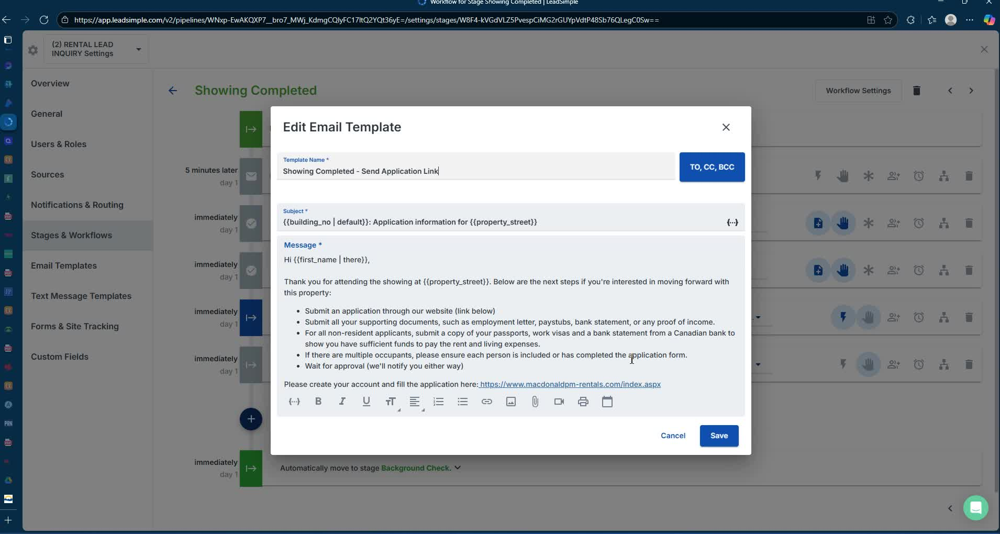 Workflow for Stage Showing Completed | LeadSimple
https://app.leadsimple.com/v2/pipelines/WNxp-EwAKQXP7__bro7_MWj_KdmgCQlyFC17ltQ2YQt36yE=/settings/stages/W8F4-kVGdVLZ5PvespCiMG2rGUYpVdtP48Sb76QLegC0Sw==
(2) RENTAL LEAD
INQUIRY Settings
Overview
General
Users & Roles
Sources
Notifications & Routing
Stages & Workflows
Email Templates
Text Message Templates
Forms & Site Tracking
Custom Fields
Showing Completed
Workflow Settings
5 minutes later
day 1
immediately
day 1
immediately
day 1
immediately
day 1
immediately
day 1
Edit Email Template
Template Name *
Showing Completed - Send Application Link
TO, CC, BCC
Subject *
{{building_no | default}}: Application information for {{property_street}}
Message *
Hi {{first_name | there}},
Thank you for attending the showing at {{property_street}}. Below are the next steps if you're interested in moving forward with
this property:
• Submit an application through our website (link below)
• Submit all your supporting documents, such as employment letter, paystubs, bank statement, or any proof of income.
• For all non-resident applicants, submit a copy of your passports, work visas and a bank statement from a Canadian bank to
show you have sufficient funds to pay the rent and living expenses.
• If there are multiple occupants, please ensure each person is included or has completed the application form.
• Wait for approval (we'll notify you either way)
Please create your account and fill the application here: https://www.macdonaldpm-rentals.com/index.aspx
Cancel
Save
immediately
day 1
Automatically move to stage Background Check.
PRN